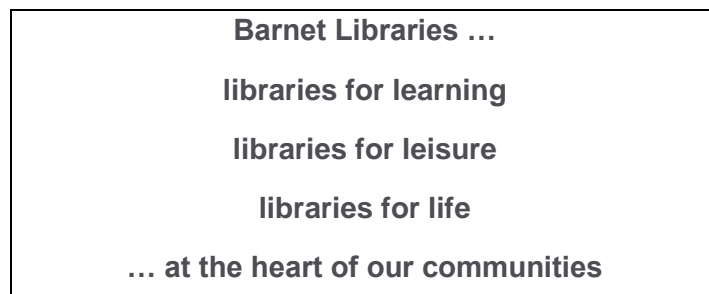 Barnet Libraries …
libraries for learning
libraries for leisure
libraries for life
… at the heart of our communities